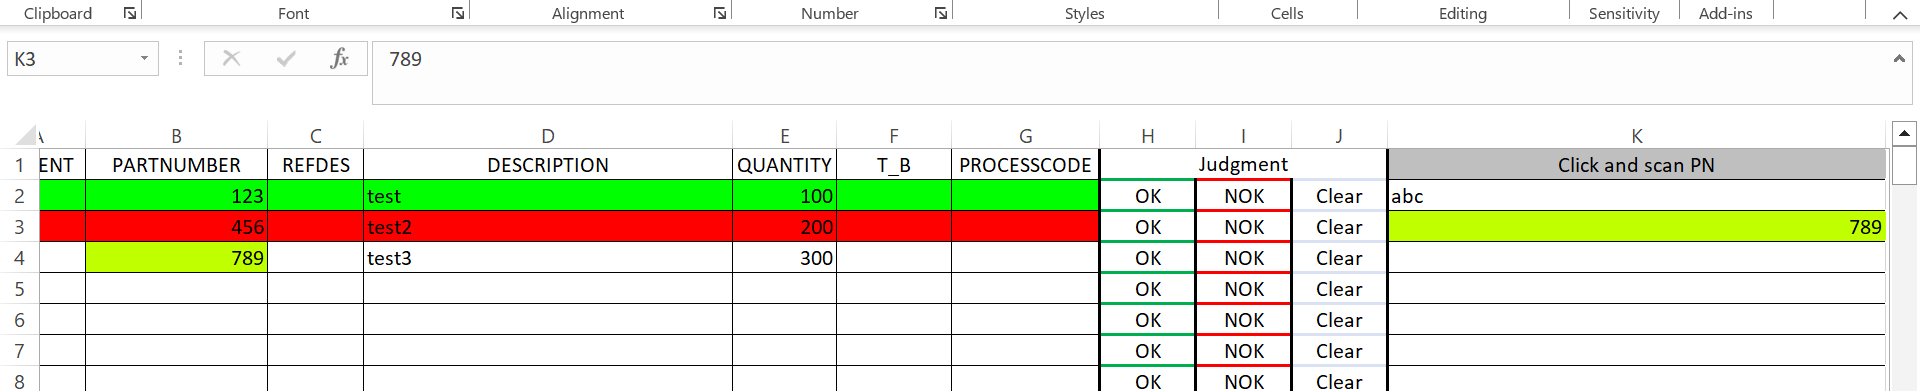 Clipboard Font Alignment Number Styles Cells Editing Sensitivity Add-ins
K3 fx 789
A B C D E F G H I J K
1 ENT PARTNUMBER REFDES DESCRIPTION QUANTITY T_B PROCESSCODE Judgment Click and scan PN
2 123 test 100 OK NOK Clear abc
3 456 test2 200 OK NOK Clear 789
4 789 test3 300 OK NOK Clear
5 OK NOK Clear
6 OK NOK Clear
7 OK NOK Clear
8 OK NOK Clear